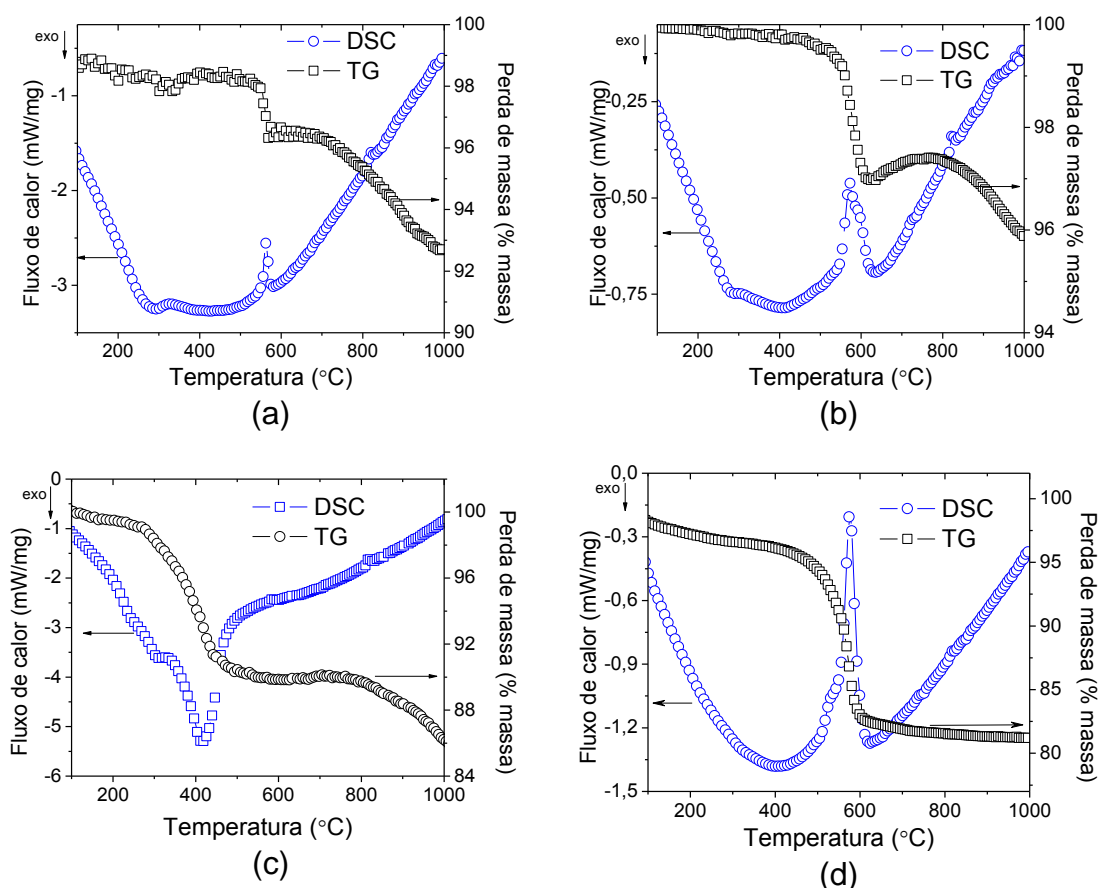 exo
DSC
TG
-1
-2
-3
100
98
96
94
92
90
200 400 600 800 1000
Fluxo de calor (mW/mg)
Perda de massa (% massa)
Temperatura (°C)
(a)
exo
DSC
TG
-0,25
-0,50
-0,75
100
98
96
94
200 400 600 800 1000
Fluxo de calor (mW/mg)
Perda de massa (% massa)
Temperatura (°C)
(b)
exo
DSC
TG
0
-1
-2
-3
-4
-5
-6
100
96
92
88
84
200 400 600 800 1000
Fluxo de calor (mW/mg)
Perda de massa (% massa)
Temperatura (°C)
(c)
exo
DSC
TG
0,0
-0,3
-0,6
-0,9
-1,2
-1,5
100
95
90
85
80
200 400 600 800 1000
Fluxo de calor (mW/mg)
Perda de massa (% massa)
Temperatura (°C)
(d)